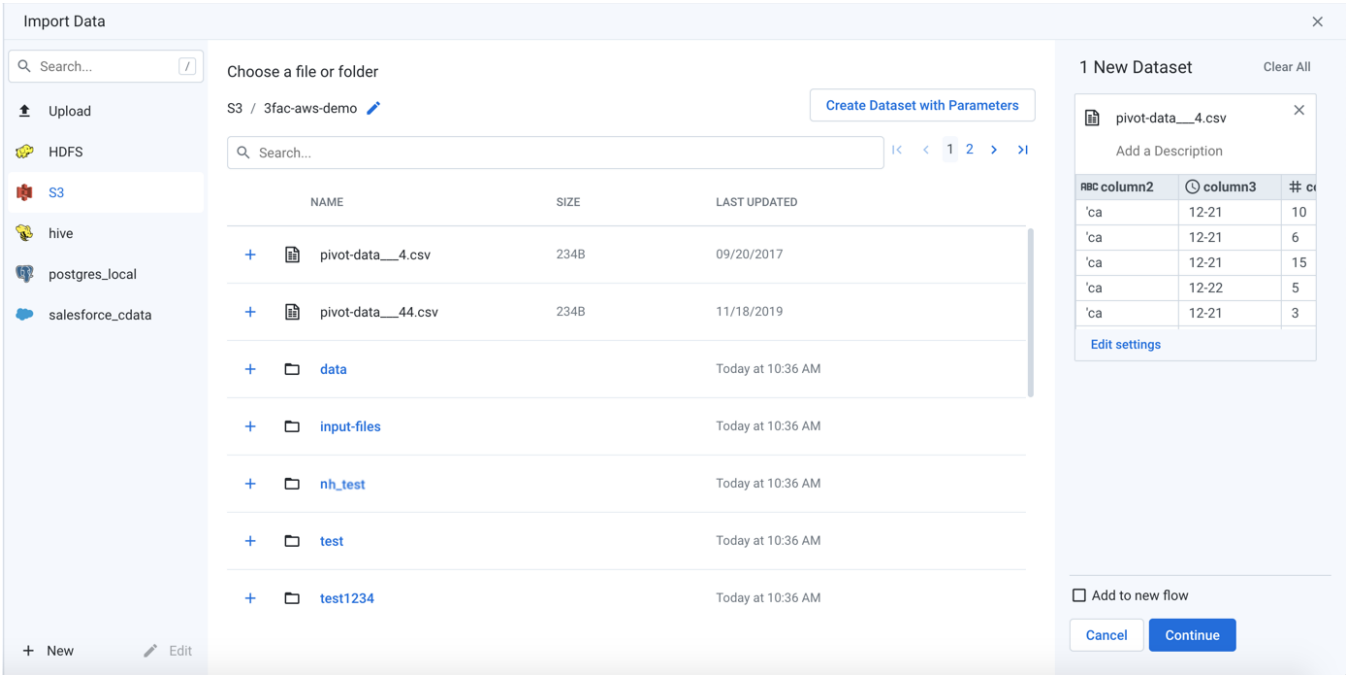 Import Data
Search... /
Upload
HDFS
S3
hive
postgres_local
salesforce_cdata
+ New Edit
Choose a file or folder
S3 / 3fac-aws-demo
Create Dataset with Parameters
Search...
1 2
NAME SIZE LAST UPDATED
+ pivot-data___4.csv 234B 09/20/2017
+ pivot-data___44.csv 234B 11/18/2019
+ data Today at 10:36 AM
+ input-files Today at 10:36 AM
+ nh_test Today at 10:36 AM
+ test Today at 10:36 AM
+ test1234 Today at 10:36 AM
1 New Dataset Clear All
pivot-data___4.csv
Add a Description
ABC column2 column3 # co
'ca 12-21 10
'ca 12-21 6
'ca 12-21 15
'ca 12-22 5
'ca 12-21 3
Edit settings
Add to new flow
Cancel Continue